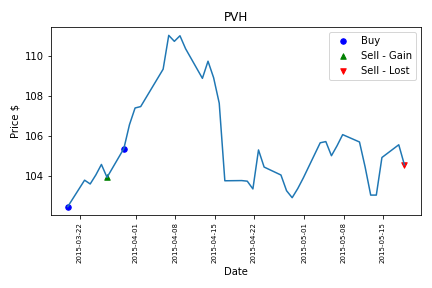 PVH
Buy
Sell - Gain
Sell - Lost
Price $
110
108
106
104
2015-03-22
2015-04-01
2015-04-08
2015-04-15
2015-04-22
2015-05-01
2015-05-08
2015-05-15
Date